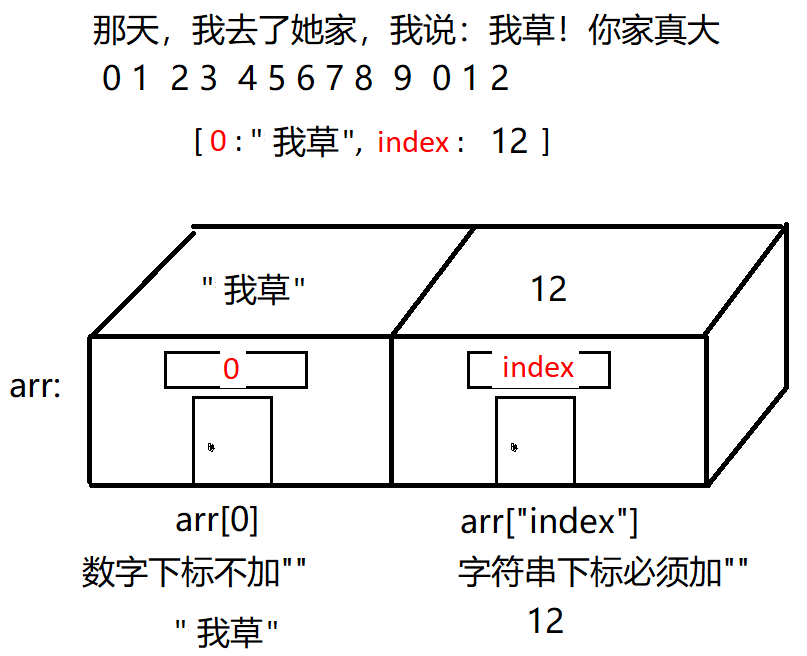 那天，我去了她家，我说：我草！你家真大
0 1 2 3 4 5 6 7 8 9 0 1 2
[ 0 : " 我草", index : 12 ]
" 我草" 12
0 index
arr:
arr[0] arr["index"]
数字下标不加"" 字符串下标必须加""
" 我草" 12